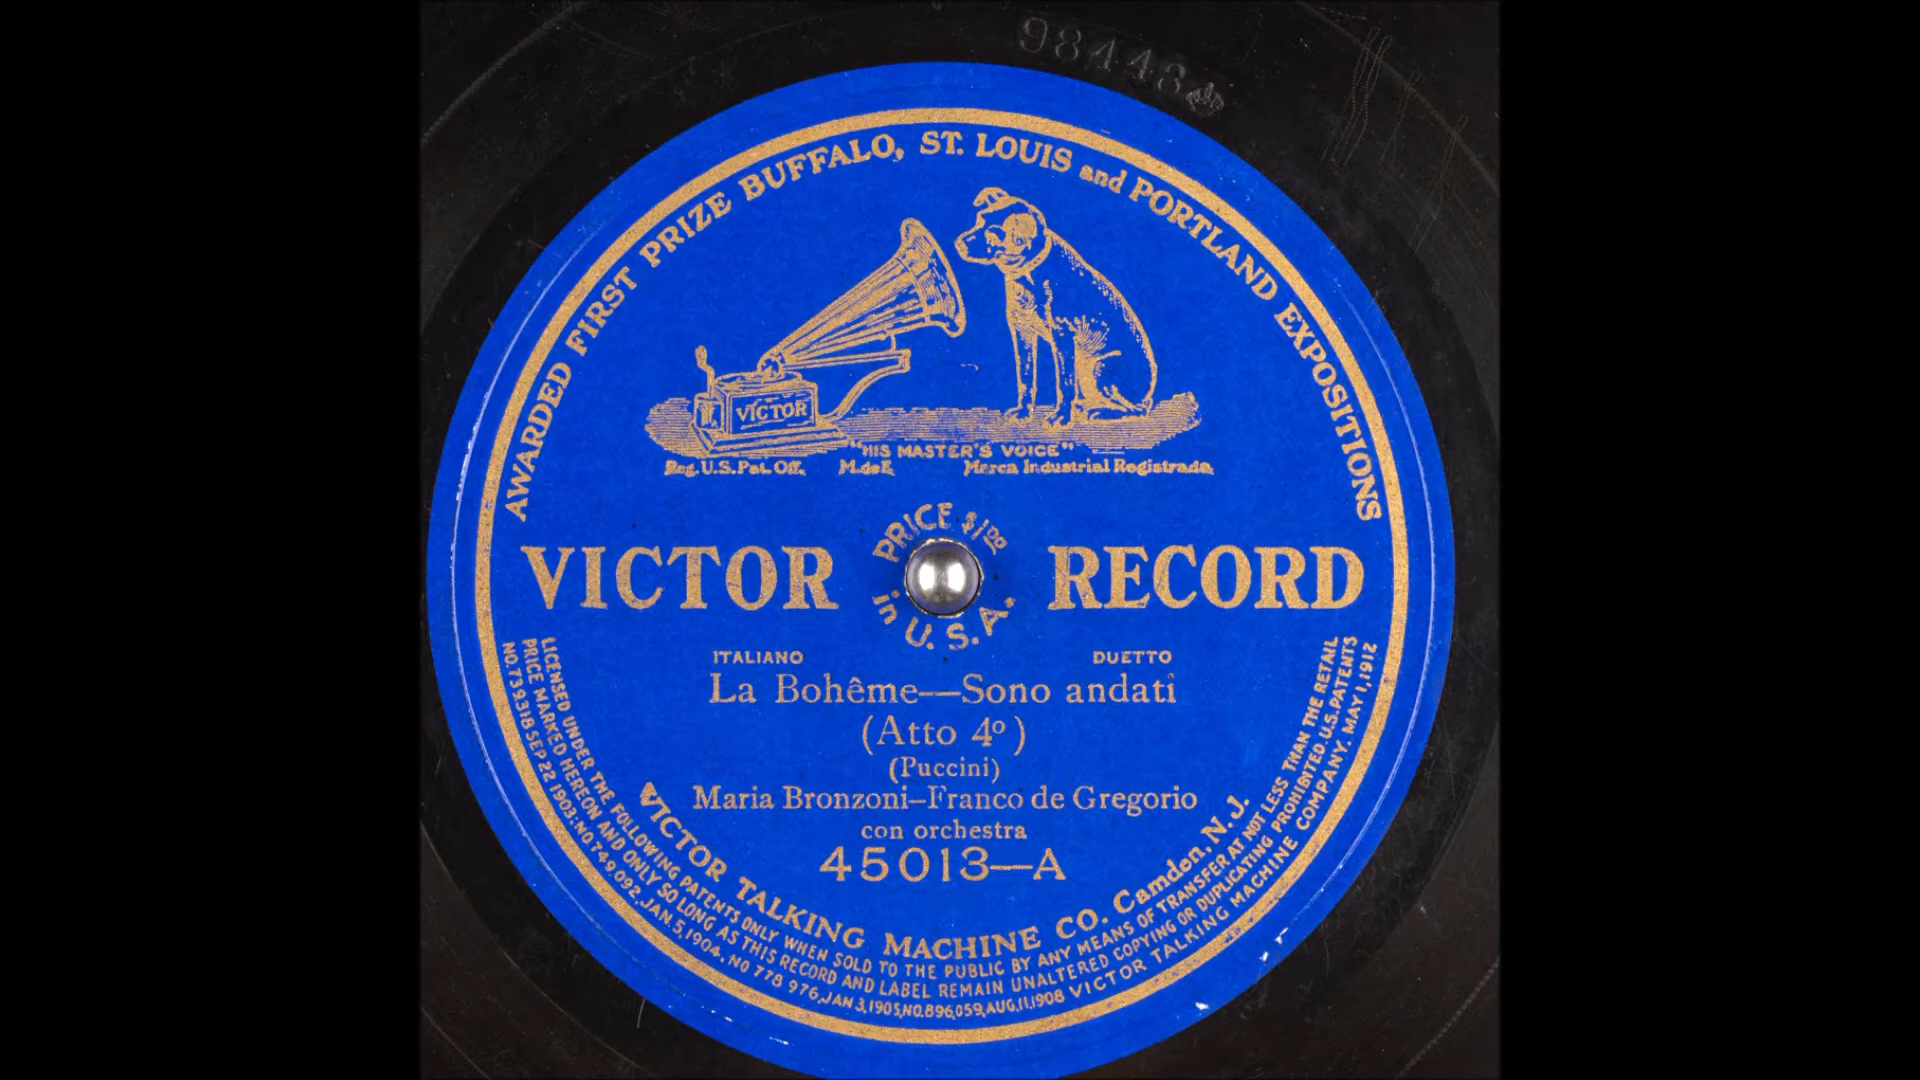 98448
AWARDED FIRST PRIZE BUFFALO, ST. LOUIS and PORTLAND EXPOSITIONS
VICTOR
"HIS MASTER'S VOICE"
Reg. U.S. Pat. Off. M. de F. Marca Industrial Registrada
PRICE $1.00
VICTOR RECORD
in U.S.A.
ITALIANO DUETTO
La Bohême—Sono andati
(Atto 4º)
(Puccini)
Maria Bronzoni–Franco de Gregorio
con orchestra
45013—A
VICTOR TALKING MACHINE CO. Camden, N.J.
LICENSED UNDER THE FOLLOWING PATENTS ONLY WHEN SOLD TO THE PUBLIC BY ANY MEANS OF TRANSFER AT NOT LESS THAN THE RETAIL
PRICE MARKED HEREON AND ONLY SO LONG AS THIS RECORD AND LABEL REMAIN UNALTERED COPYING OR DUPLICATING PROHIBITED. U.S. PATENTS
NO. 739,318 SEP 22 1903: NO 749,092, JAN. 5, 1904, NO 778 976, JAN 3, 1905, NO. 896,059, AUG, 11, 1908 VICTOR TALKING MACHINE COMPANY. MAY 1, 1912